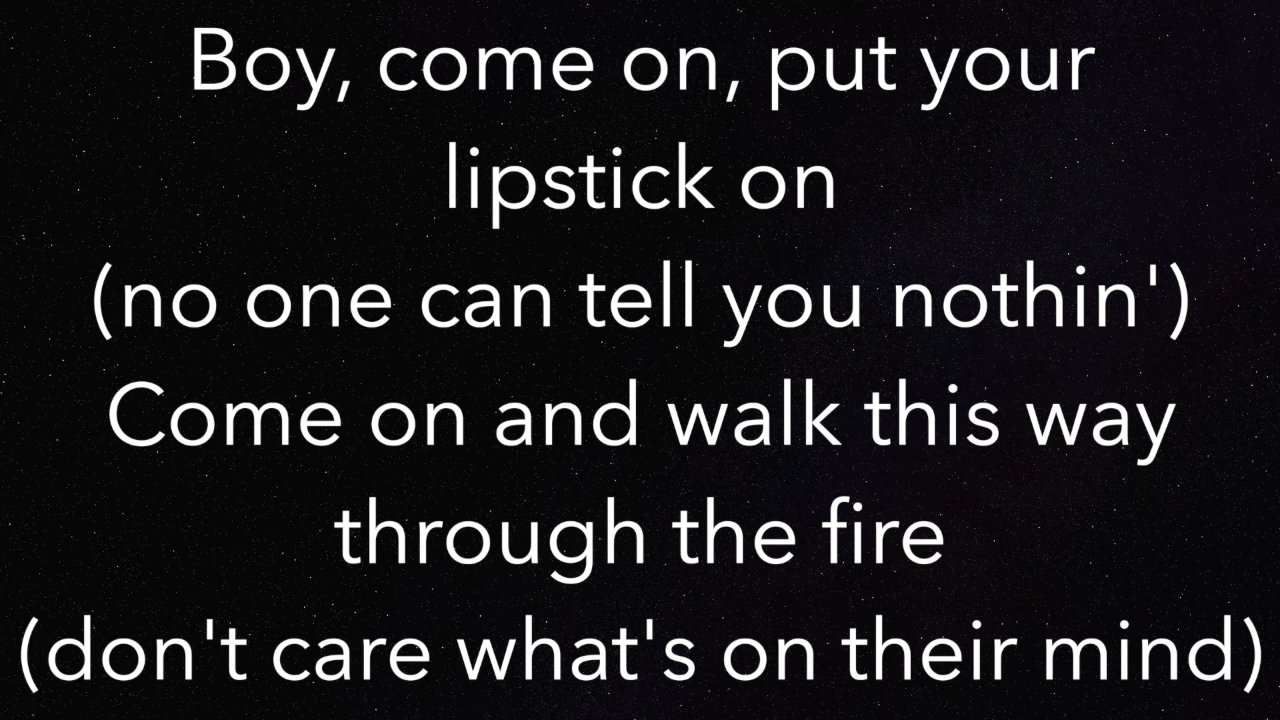 Boy, come on, put your
lipstick on
(no one can tell you nothin')
Come on and walk this way
through the fire
(don't care what's on their mind)